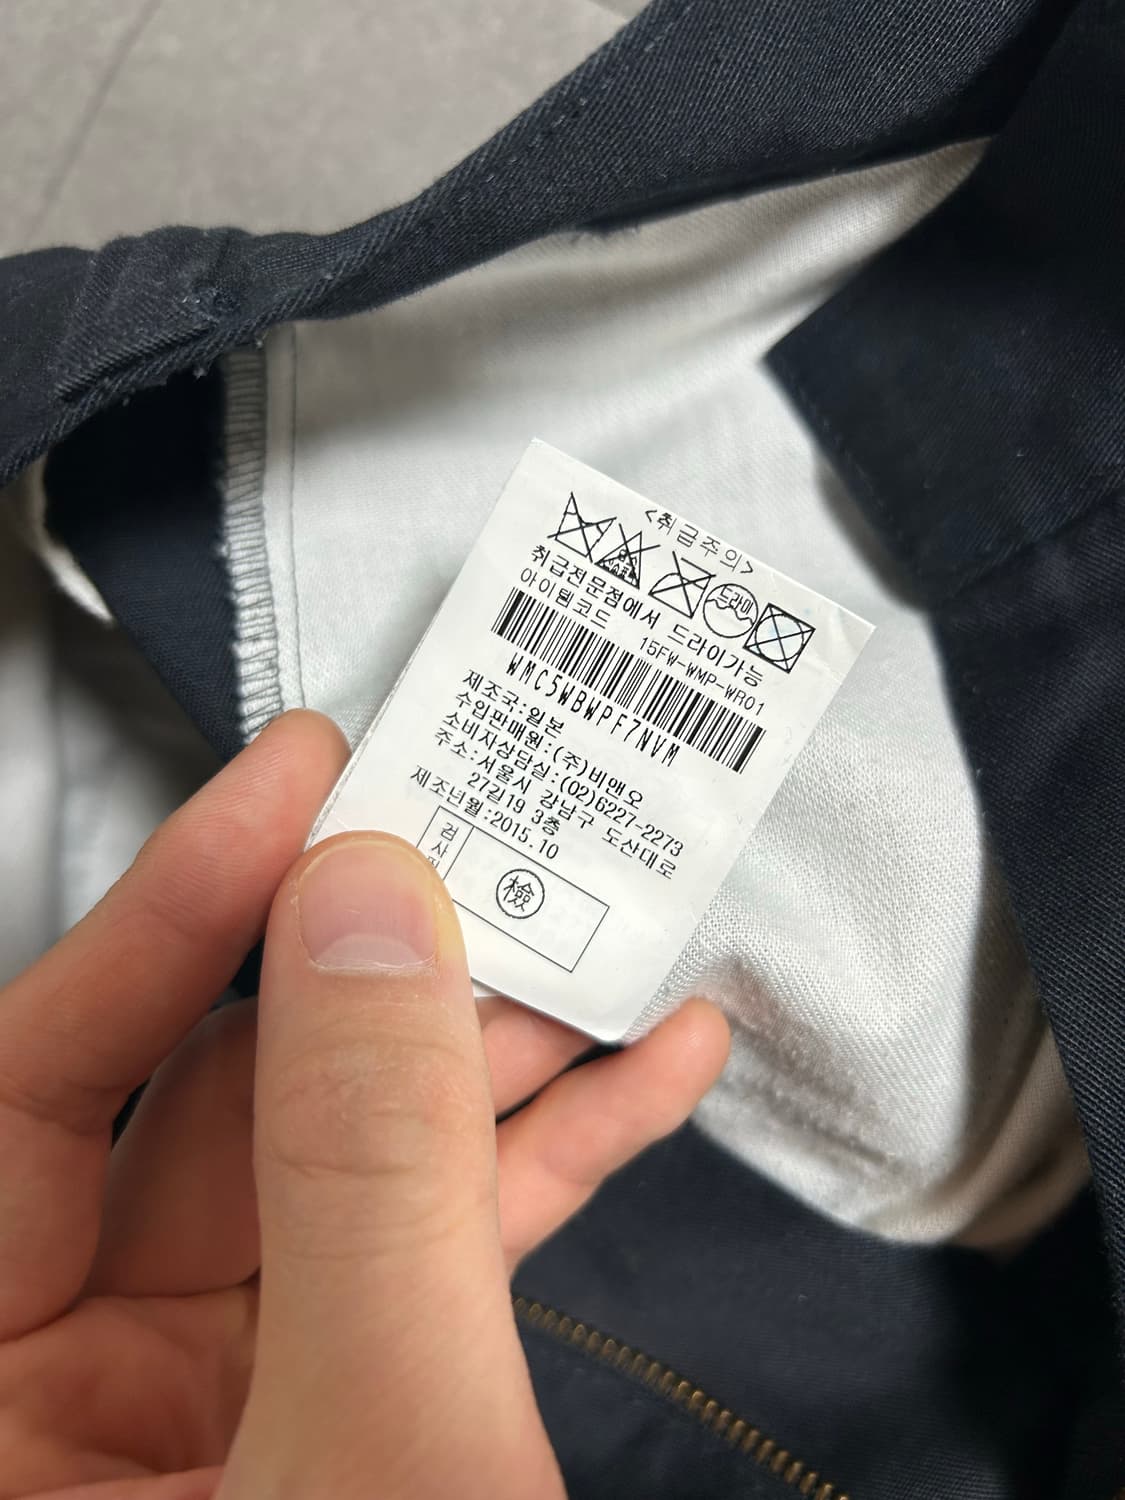 <취급주의>
드라이
취급전문점에서 드라이가능
아이템코드 15FW-WMP-WR01
WMC5WBWPF7NVM
제조국:일본
수입판매원:(주)비앤오
소비자상담실:(02)6227-2273
주소:서울시 강남구 도산대로
27길19 3층
제조년월:2015.10
검사
檢